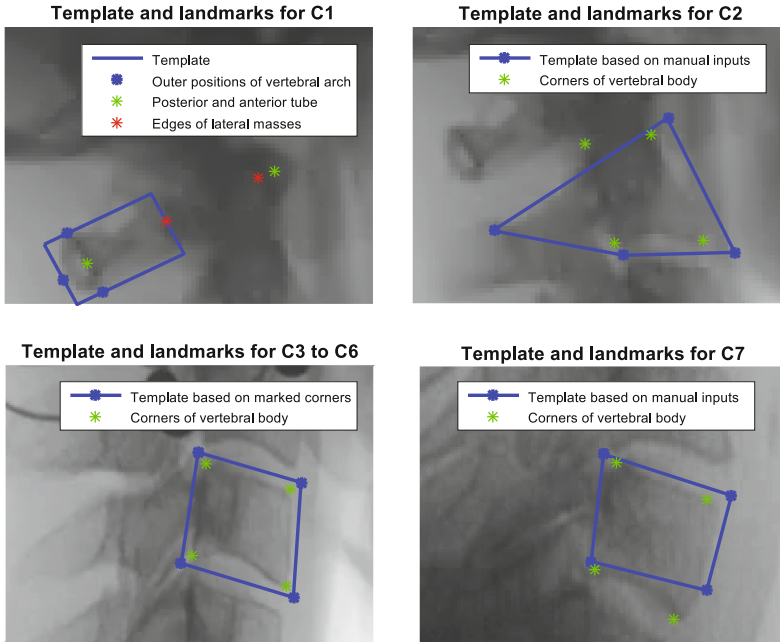 Template and landmarks for C1
Template
Outer positions of vertebral arch
Posterior and anterior tube
Edges of lateral masses
Template and landmarks for C2
Template based on manual inputs
Corners of vertebral body
Template and landmarks for C3 to C6
Template based on marked corners
Corners of vertebral body
Template and landmarks for C7
Template based on manual inputs
Corners of vertebral body